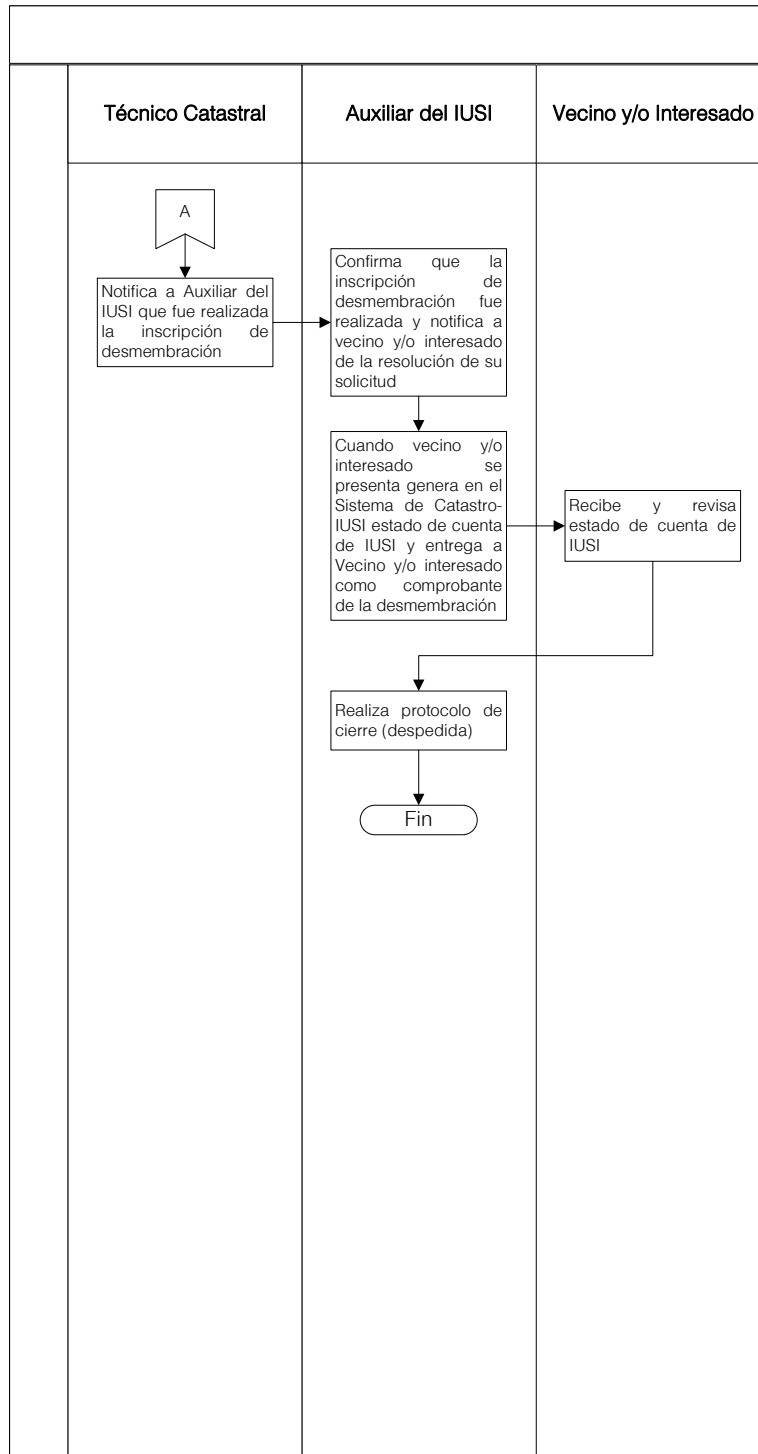 Técnico Catastral
Auxiliar del IUSI
Vecino y/o Interesado
A
Notifica a Auxiliar del
IUSI que fue realizada
la inscripción de
desmembración
Confirma que la
inscripción de
desmembración fue
realizada y notifica a
vecino y/o interesado
de la resolución de su
solicitud
Cuando vecino y/o
interesado se
presenta genera en el
Sistema de Catastro-
IUSI estado de cuenta
de IUSI y entrega a
Vecino y/o interesado
como comprobante
de la desmembración
Recibe y revisa
estado de cuenta de
IUSI
Realiza protocolo de
cierre (despedida)
Fin